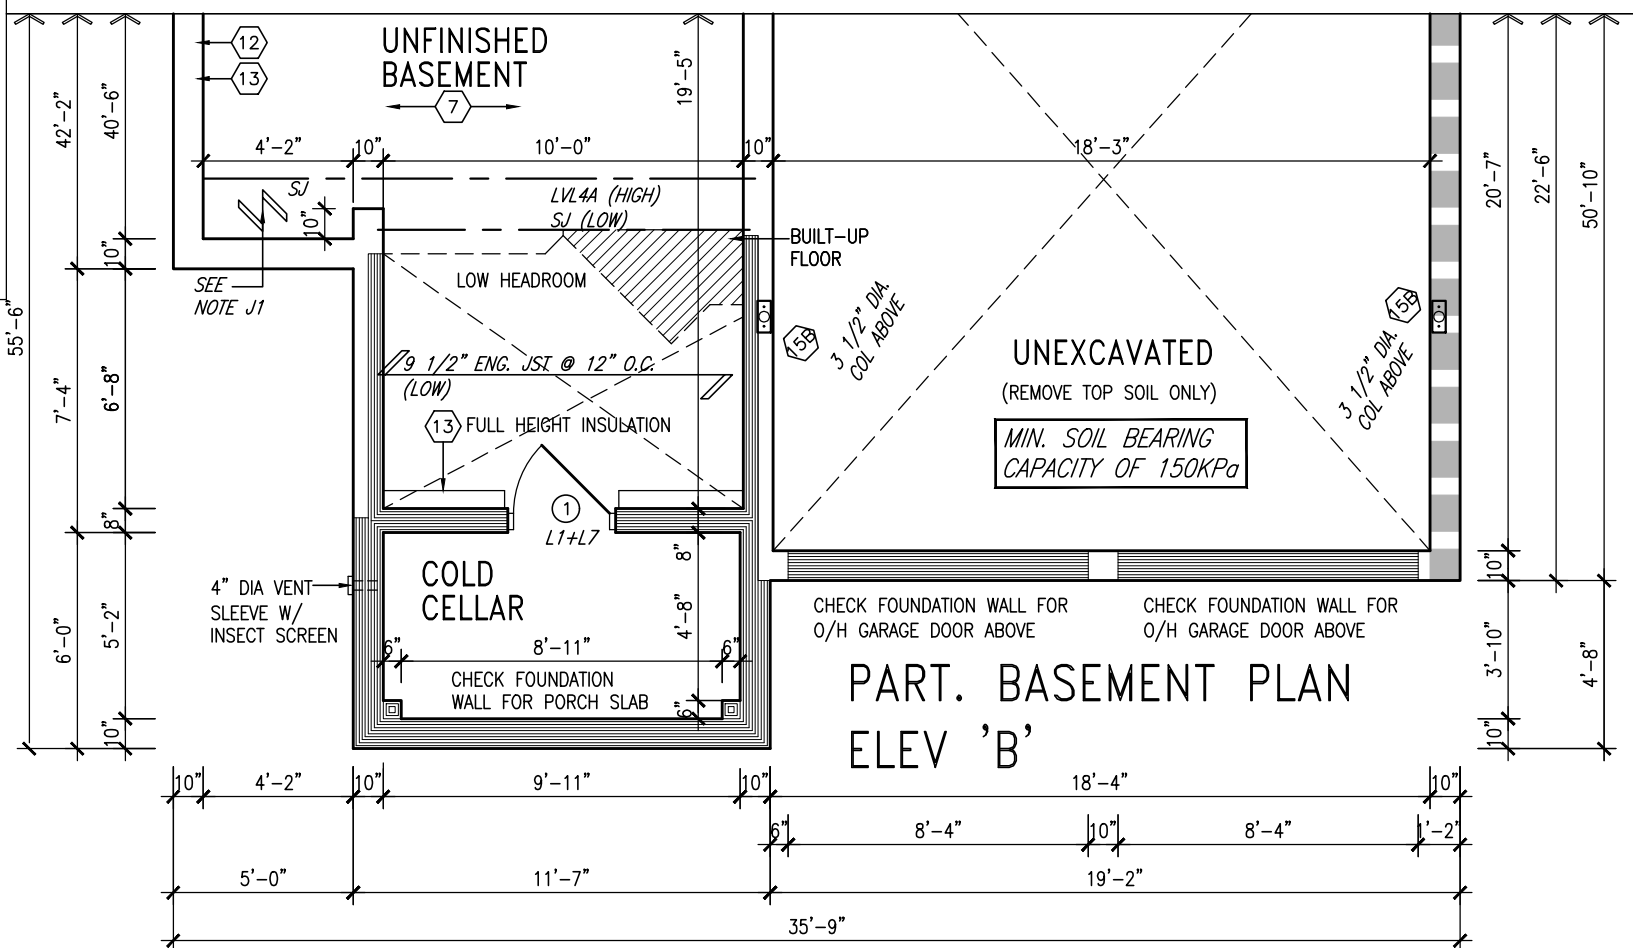 12
13
UNFINISHED
BASEMENT
7
19'-5"
42'-2"
40'-6"
4'-2"
10"
10'-0"
10"
18'-3"
20'-7"
22'-6"
50'-10"
SJ
10"
LVL4A (HIGH)
SJ (LOW)
BUILT-UP
FLOOR
10"
SEE
NOTE J1
LOW HEADROOM
55'-6"
15B
3 1/2" DIA.
COL ABOVE
15B
3 1/2" DIA.
COL ABOVE
UNEXCAVATED
(REMOVE TOP SOIL ONLY)
MIN. SOIL BEARING
CAPACITY OF 150KPa
9 1/2" ENG. JST @ 12" O.C.
(LOW)
7'-4"
6'-8"
13
FULL HEIGHT INSULATION
1
L1+L7
8"
8"
10"
COLD
CELLAR
4" DIA VENT
SLEEVE W/
INSECT SCREEN
6'-0"
5'-2"
4'-8"
6"
8'-11"
6"
CHECK FOUNDATION
WALL FOR PORCH SLAB
6"
10"
CHECK FOUNDATION WALL FOR
O/H GARAGE DOOR ABOVE
CHECK FOUNDATION WALL FOR
O/H GARAGE DOOR ABOVE
3'-10"
4'-8"
10"
PART. BASEMENT PLAN
ELEV 'B'
10"
4'-2"
10"
9'-11"
10"
18'-4"
10"
6"
8'-4"
10"
8'-4"
1'-2"
5'-0"
11'-7"
19'-2"
35'-9"